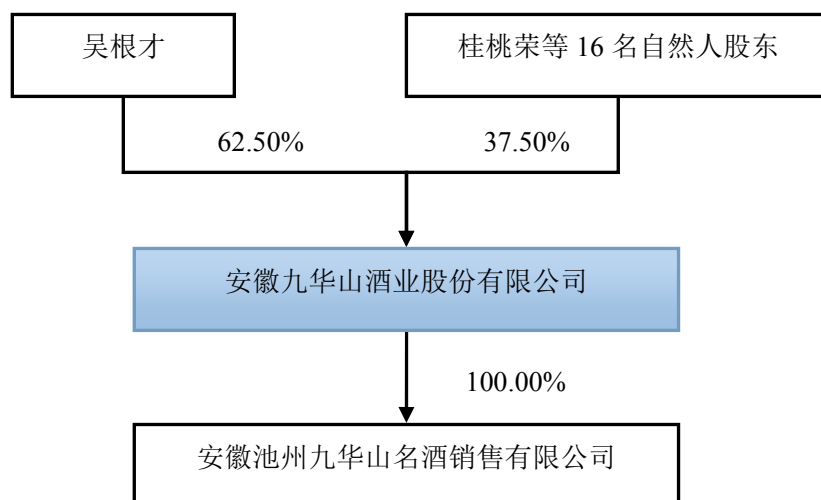 吴根才
桂桃荣等 16 名自然人股东
62.50%
37.50%
安徽九华山酒业股份有限公司
100.00%
安徽池州九华山名酒销售有限公司